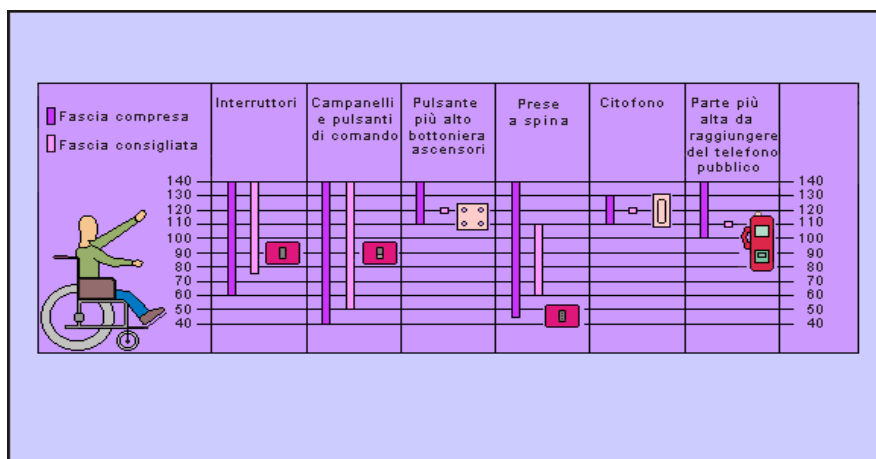 Fascia compresa
Fascia consigliata
Interruttori
Campanelli
e pulsanti
di comando
Pulsante
più alto
bottoniera
ascensori
Prese
a spina
Citofono
Parte più
alta da
raggiungere
del telefono
pubblico
140 140
130 130
120 120
110 110
100 100
90 90
80 80
70 70
60 60
50 50
40 40